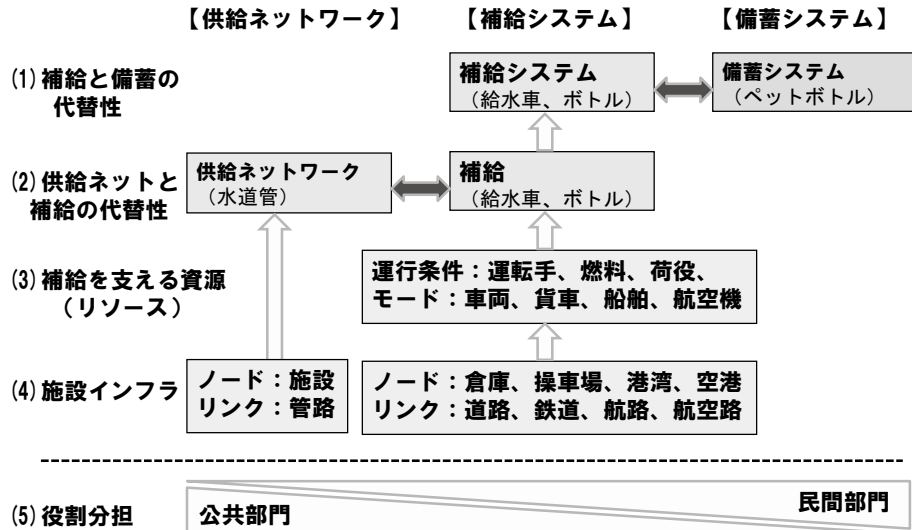 【供給ネットワーク】 【補給システム】 【備蓄システム】
(1) 補給と備蓄の
代替性
補給システム
（給水車、ボトル）
備蓄システム
（ペットボトル）
(2) 供給ネットと
補給の代替性
供給ネットワーク
（水道管）
補給
（給水車、ボトル）
(3) 補給を支える資源
（リソース）
運行条件：運転手、燃料、荷役、
モード：車両、貨車、船舶、航空機
(4) 施設インフラ
ノード：施設
リンク：管路
ノード：倉庫、操車場、港湾、空港
リンク：道路、鉄道、航路、航空路
(5) 役割分担
公共部門
民間部門